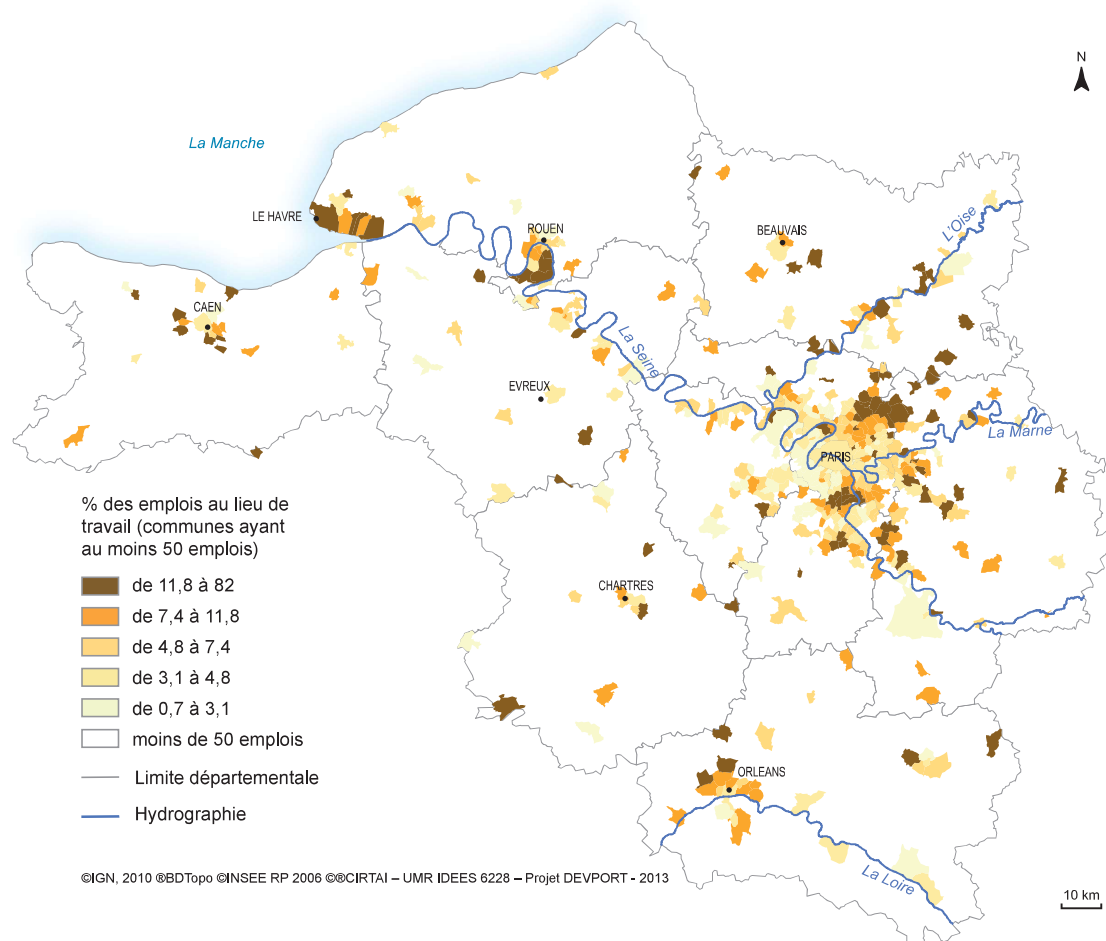 N
La Manche
LE HAVRE
ROUEN
BEAUVAIS
L'Oise
CAEN
La Seine
EVREUX
La Marne
PARIS
% des emplois au lieu de
travail (communes ayant
au moins 50 emplois)
de 11,8 à 82
de 7,4 à 11,8
de 4,8 à 7,4
de 3,1 à 4,8
de 0,7 à 3,1
moins de 50 emplois
Limite départementale
Hydrographie
CHARTRES
ORLEANS
La Loire
©IGN, 2010 ®BDTopo ©INSEE RP 2006 ©®CIRTAI – UMR IDEES 6228 – Projet DEVPORT - 2013
10 km